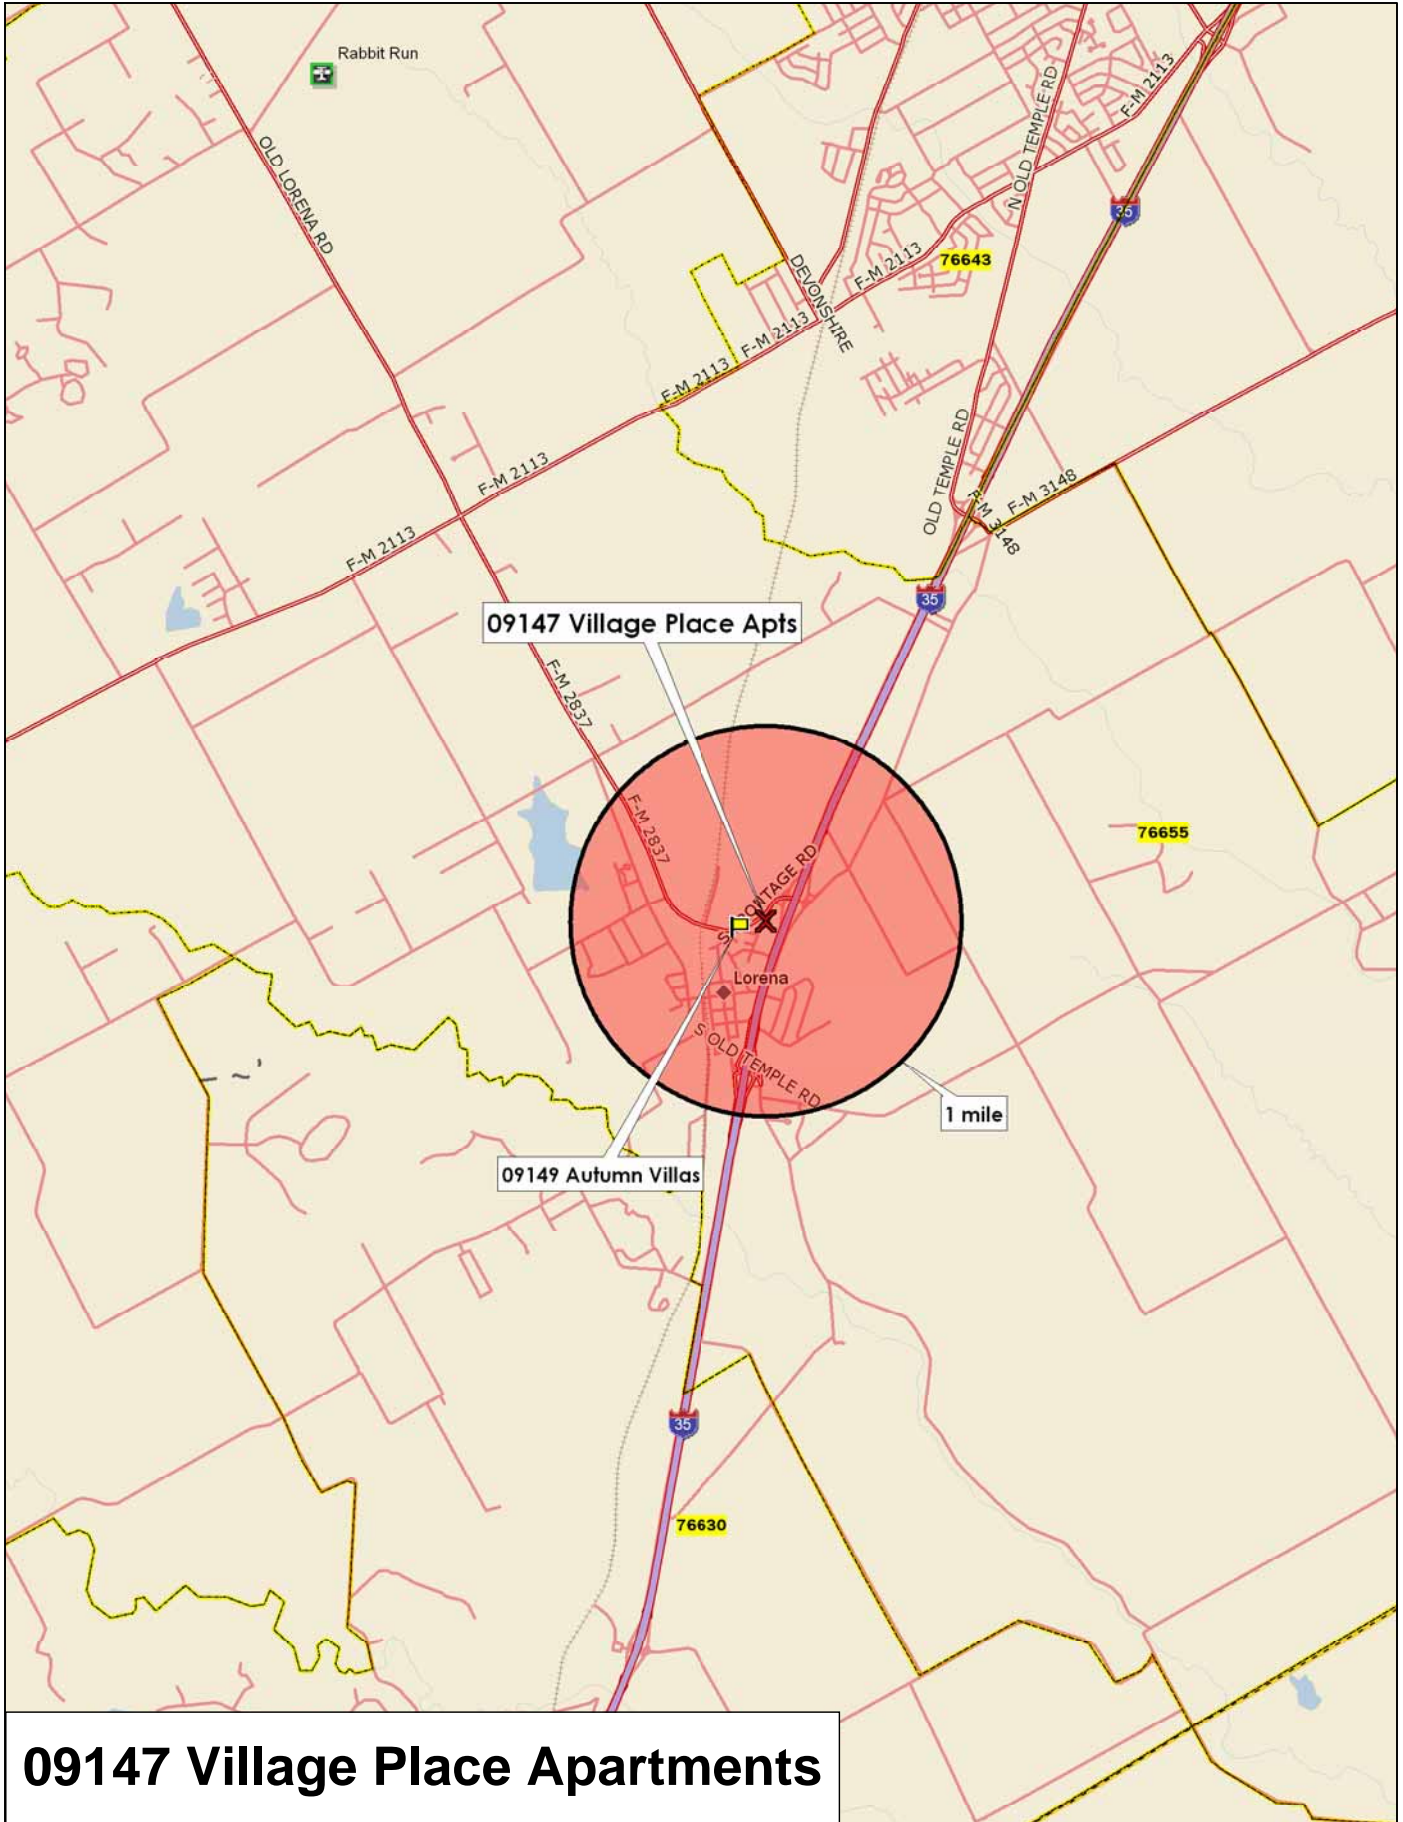 Rabbit Run
OLD LORENA RD
F-M 2113
N OLD TEMPLE RD
35
76643
F-M 2113
DEVONSHIRE
F-M 2113
F-M 2113
OLD TEMPLE RD
F-M 2113
F-M 3148
F-M 3148
F-M 2113
35
09147 Village Place Apts
F-M 2837
F-M 2837
76655
S FRONTAGE RD
Lorena
S OLD TEMPLE RD
1 mile
09149 Autumn Villas
35
76630
09147 Village Place Apartments